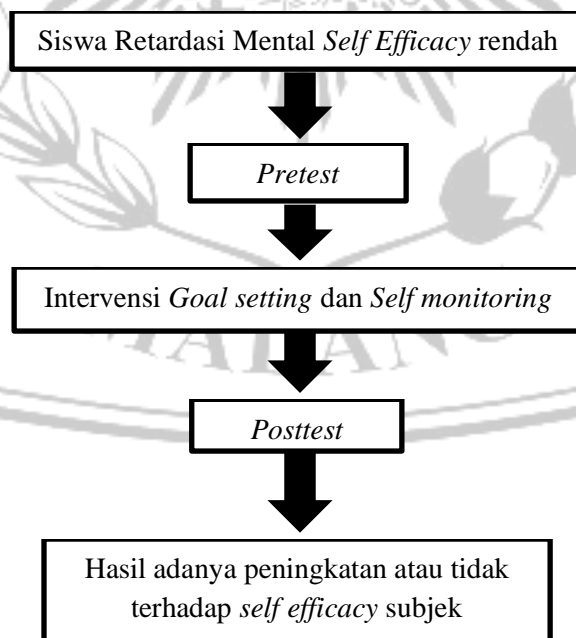 Siswa Retardasi Mental Self Efficacy rendah
Pretest
Intervensi Goal setting dan Self monitoring
MALANG
Posttest
Hasil adanya peningkatan atau tidak
terhadap self efficacy subjek